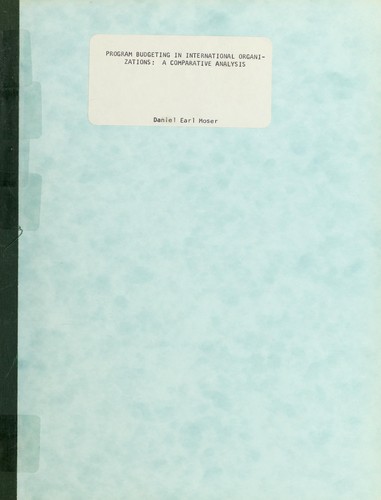 PROGRAM BUDGETING IN INTERNATIONAL ORGANI-
ZATIONS: A COMPARATIVE ANALYSIS
Daniel Earl Moser